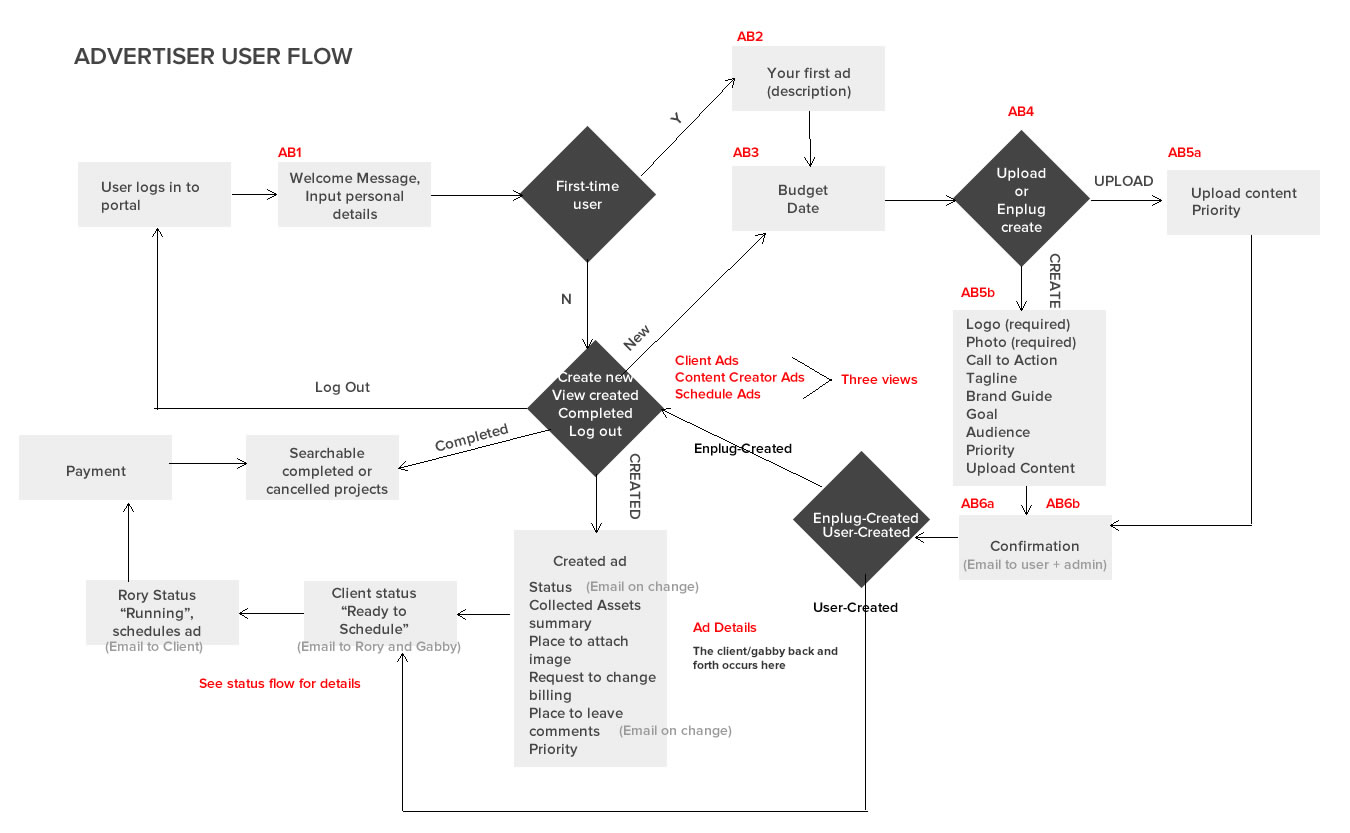 ADVERTISER USER FLOW
AB2
Your first ad
(description)
AB4
Y
AB1
AB3
AB5a
User logs in to
portal
Welcome Message,
Input personal
details
First-time
user
Budget
Date
Upload
or
Enplug
create
UPLOAD
Upload content
Priority
CREATE
N
AB5b
New
Logo (required)
Photo (required)
Call to Action
Tagline
Brand Guide
Goal
Audience
Priority
Upload Content
Client Ads
Content Creator Ads
Schedule Ads
Three views
Log Out
Create new
View created
Completed
Log out
Completed
Enplug-Created
Payment
Searchable
completed or
cancelled projects
CREATED
AB6a
AB6b
Enplug-Created
User-Created
Confirmation
(Email to user + admin)
Created ad
Status (Email on change)
Collected Assets
summary
Place to attach
image
Request to change
billing
Place to leave
comments (Email on change)
Priority
Rory Status
“Running”,
schedules ad
(Email to Client)
Client status
“Ready to
Schedule”
(Email to Rory and Gabby)
User-Created
Ad Details
The client/gabby back and
forth occurs here
See status flow for details